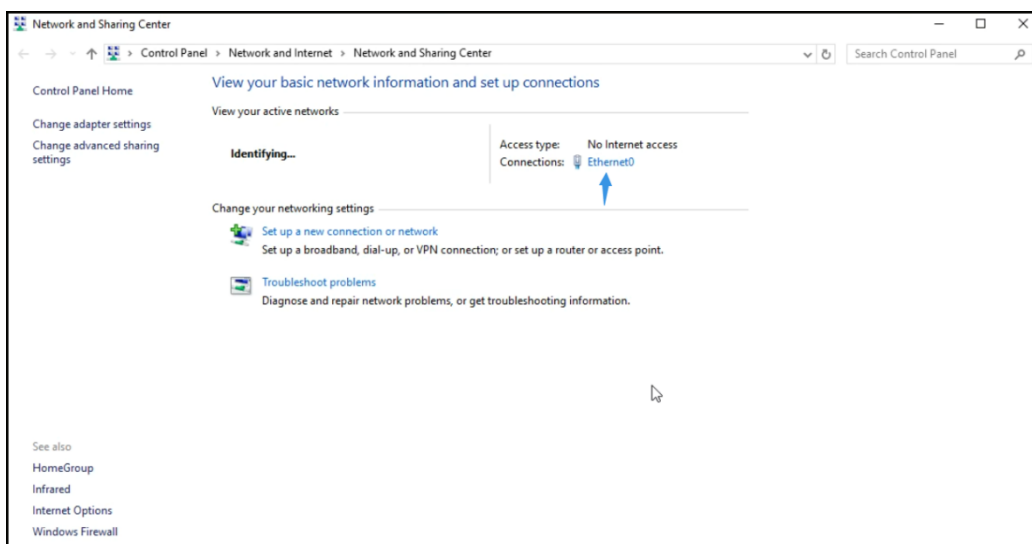 Network and Sharing Center
Control Panel > Network and Internet > Network and Sharing Center
Search Control Panel
Control Panel Home
Change adapter settings
Change advanced sharing
settings
View your basic network information and set up connections
View your active networks
Identifying...
Access type: No Internet access
Connections: Ethernet0
Change your networking settings
Set up a new connection or network
Set up a broadband, dial-up, or VPN connection; or set up a router or access point.
Troubleshoot problems
Diagnose and repair network problems, or get troubleshooting information.
See also
HomeGroup
Infrared
Internet Options
Windows Firewall